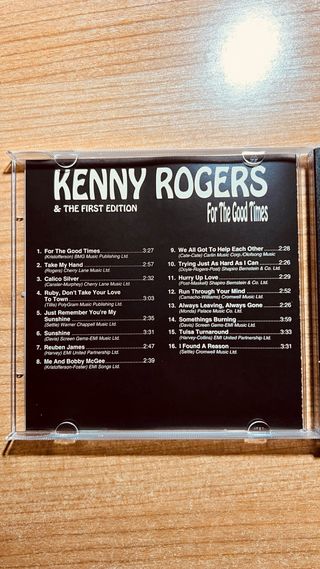 KENNY ROGERS
& THE FIRST EDITION
For The Good Times
1. For The Good Times 3:27
(Kristofferson) BMG Music Publishing Ltd.
2. Take My Hand 2:57
(Rogers) Cherry Lane Music Ltd.
3. Calico Silver 2:32
(Canster-Murphey) Cherry Lane Music Ltd.
4. Ruby, Don't Take Your Love
To Town 3:03
(Tillis) PolyGram Music Publishing Ltd.
5. Just Remember You're My
Sunshine 2:35
(Settle) Warner Chappell Music Ltd.
6. Sunshine 3:31
(Davis) Screen Gems-EMI Music Ltd.
7. Reuben James 2:47
(Harvey) EMI United Partnership Ltd.
8. Me And Bobby McGee 2:39
(Kristofferson-Foster) EMI Songs Ltd.
9. We All Got To Help Each Other 2:28
(Cate-Cate) Carlin Music Corp./Olkotong Music
10. Trying Just As Hard As I Can 2:26
(Doyle-Rogers-Post) Shapiro Bernstein & Co. Ltd.
11. Hurry Up Love 2:29
(Post-Maskell) Shapiro Bernstein & Co. Ltd.
12. Run Through Your Mind 2:52
(Camacho-Williams) Cromwell Music Ltd.
13. Always Leaving, Always Gone 2:26
(Monda) Palace Music Co. Ltd.
14. Somethings Burning 3:59
(Davis) Screen Gems-EMI Music Ltd.
15. Tulsa Turnaround 3:33
(Harvey-Collins) EMI United Partnership Ltd.
16. I Found A Reason 3:31
(Settle) Cromwell Music Ltd.